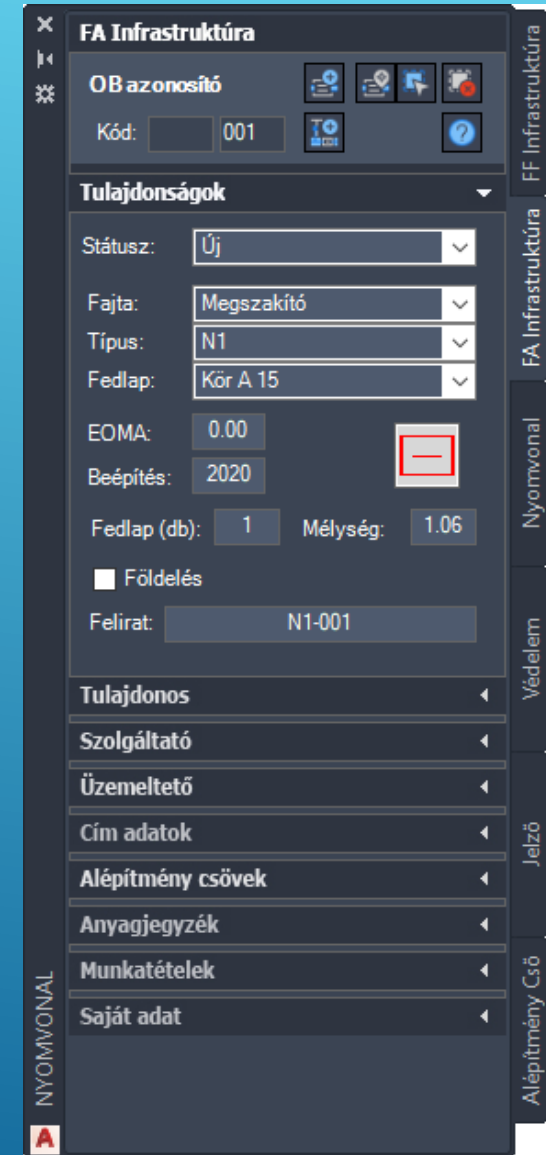 FA Infrastruktúra
OB azonosító
Kód: 001
Tulajdonságok
Státusz: Új
Fajta: Megszakító
Típus: N1
Fedlap: Kör A 15
EOMA: 0.00
Beépítés: 2020
Fedlap (db): 1 Mélység: 1.06
Földelés
Felirat: N1-001
Tulajdonos
Szolgáltató
Üzemeltető
Cím adatok
Alépítmény csövek
Anyagjegyzék
Munkatételek
Saját adat
NYOMVONAL
A
FF Infrastruktúra
FA Infrastruktúra
Nyomvonal
Védelem
Jelző
Alépítmény Cső